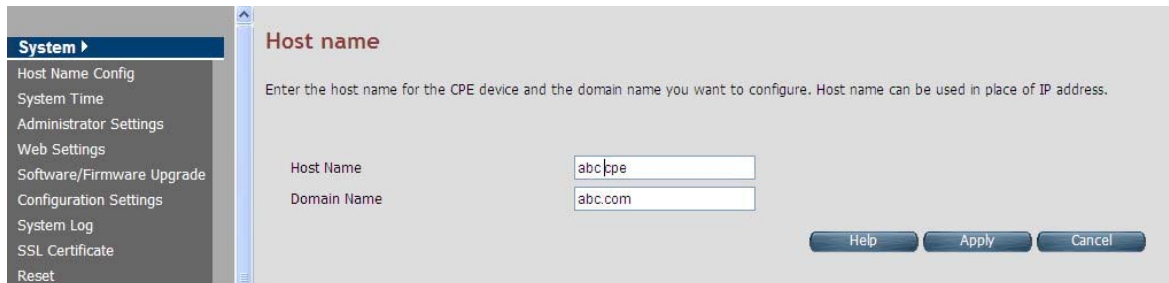 System
Host Name Config
System Time
Administrator Settings
Web Settings
Software/Firmware Upgrade
Configuration Settings
System Log
SSL Certificate
Reset
Host name
Enter the host name for the CPE device and the domain name you want to configure. Host name can be used in place of IP address.
Host Name abc cpe
Domain Name abc.com
Help Apply Cancel